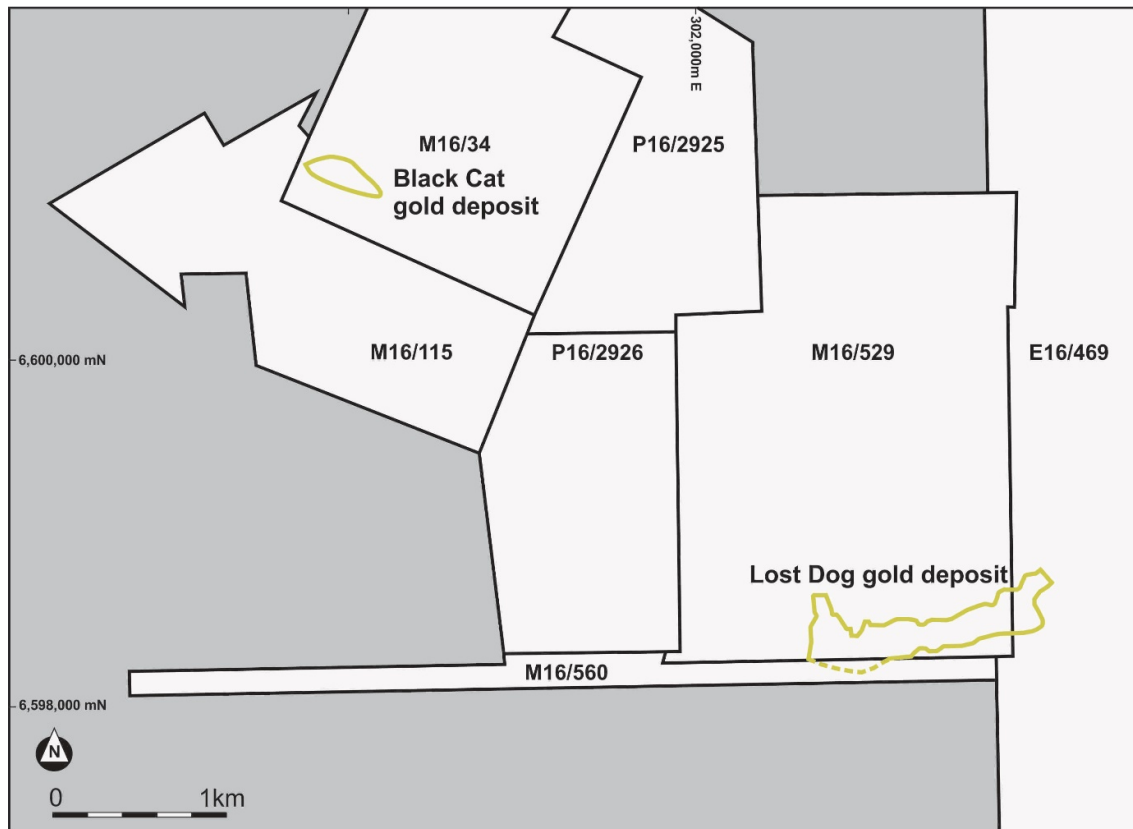 302,000m E
M16/34
P16/2925
Black Cat
gold deposit
M16/115
P16/2926
M16/529
E16/469
6,600,000 mN
Lost Dog gold deposit
M16/560
6,598,000 mN
N
0 1km